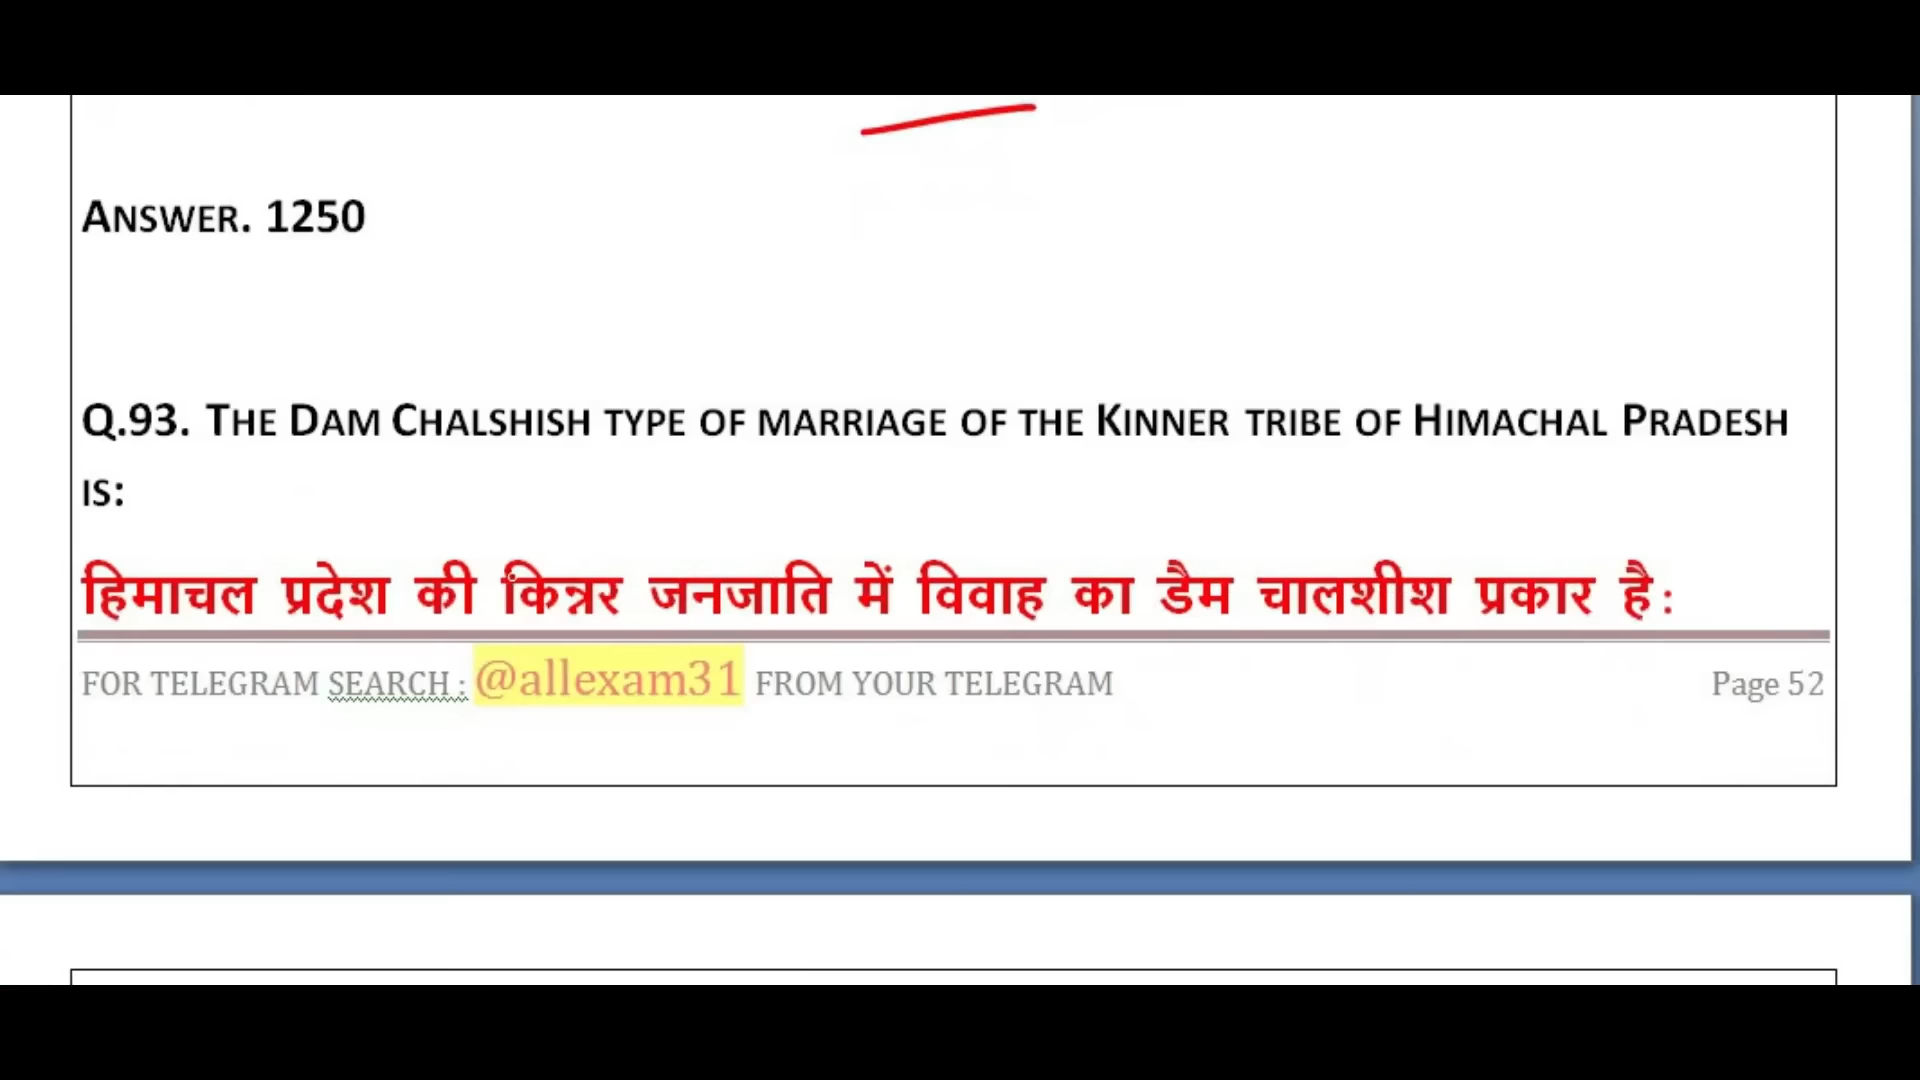 ANSWER. 1250
Q.93. THE DAM CHALSHISH TYPE OF MARRIAGE OF THE KINNER TRIBE OF HIMACHAL PRADESH
IS:
हिमाचल प्रदेश की किन्नर जनजाति में विवाह का डैम चालशीश प्रकार है:
FOR TELEGRAM SEARCH : @allexam31 FROM YOUR TELEGRAM Page 52